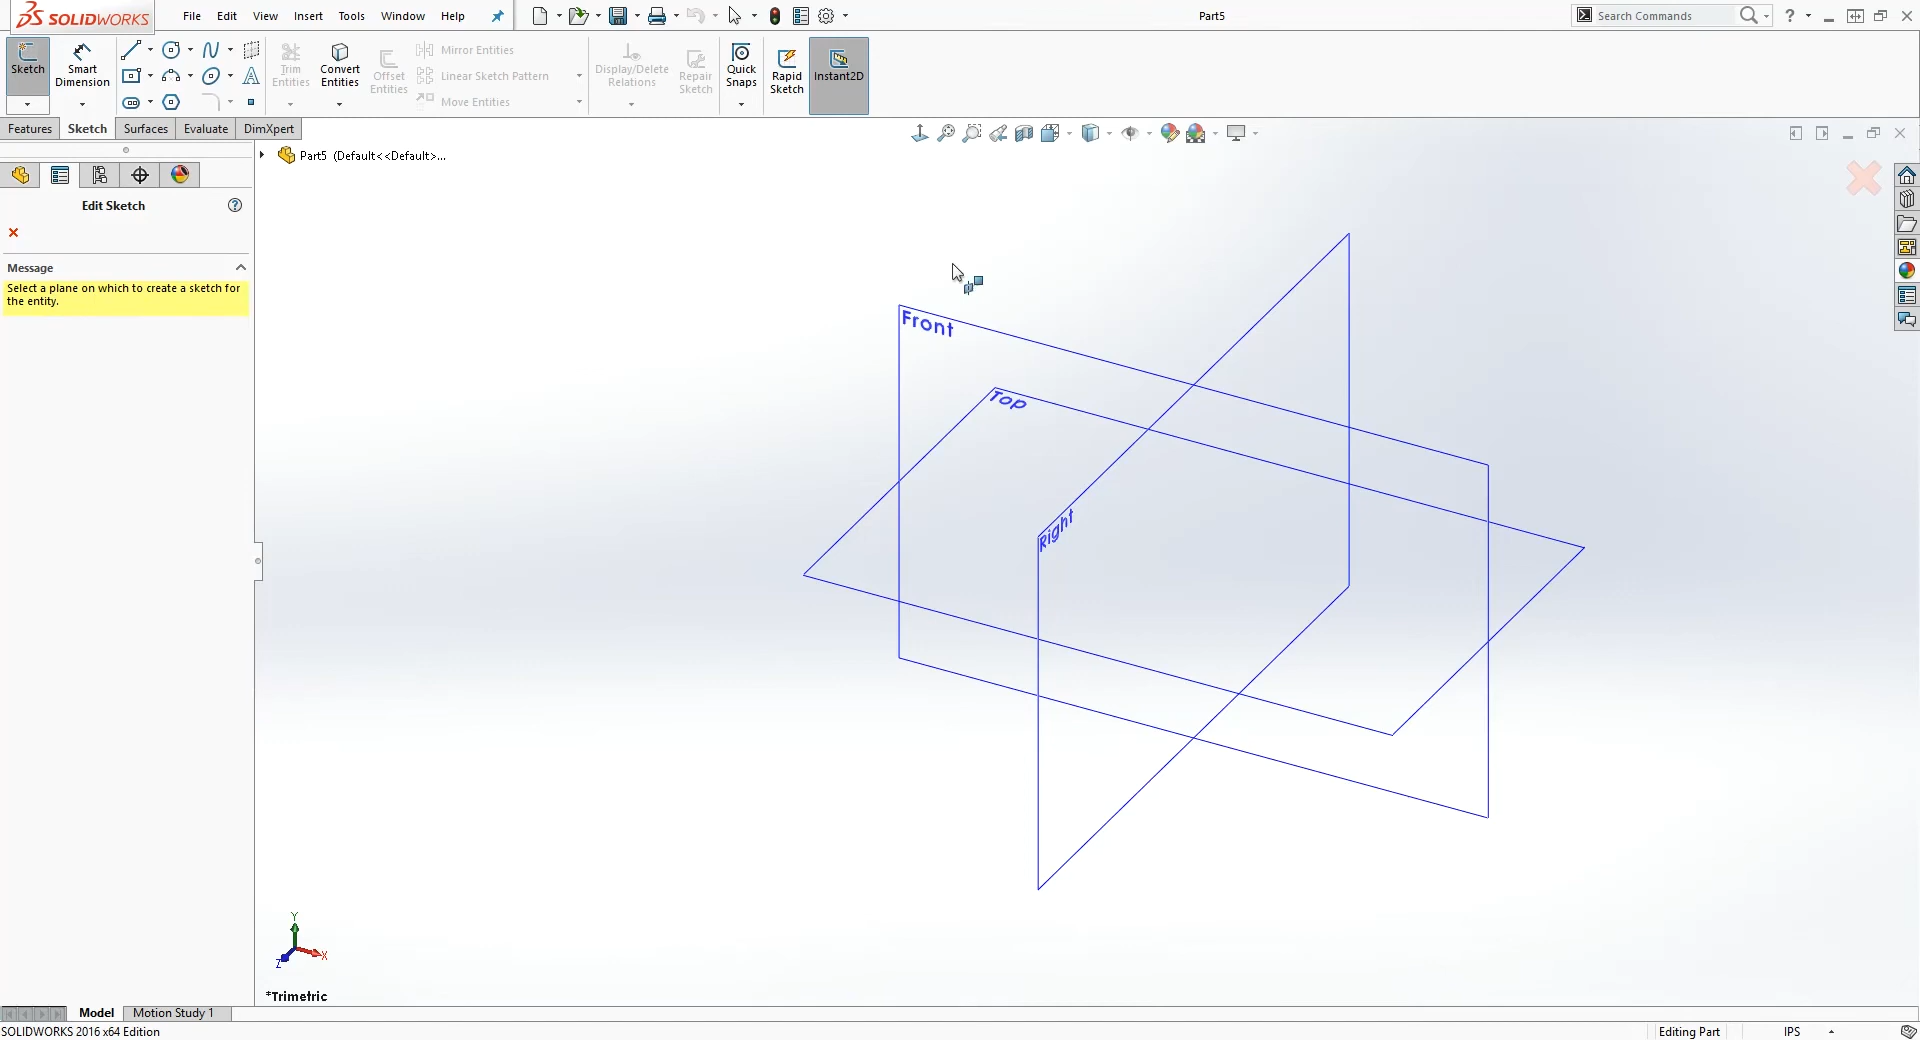 SOLIDWORKS
File Edit View Insert Tools Window Help
Part5
Search Commands
?
Sketch
Smart Dimension
Trim Entities
Convert Entities
Offset Entities
Mirror Entities
Linear Sketch Pattern
Move Entities
Display/Delete Relations
Repair Sketch
Quick Snaps
Rapid Sketch
Instant2D
Features Sketch Surfaces Evaluate DimXpert
Part5 (Default<<Default>...
Edit Sketch
?
Message
Select a plane on which to create a sketch for
the entity.
Front
Top
Right
Y
X
Z
*Trimetric
Model Motion Study 1
SOLIDWORKS 2016 x64 Edition
Editing Part
IPS